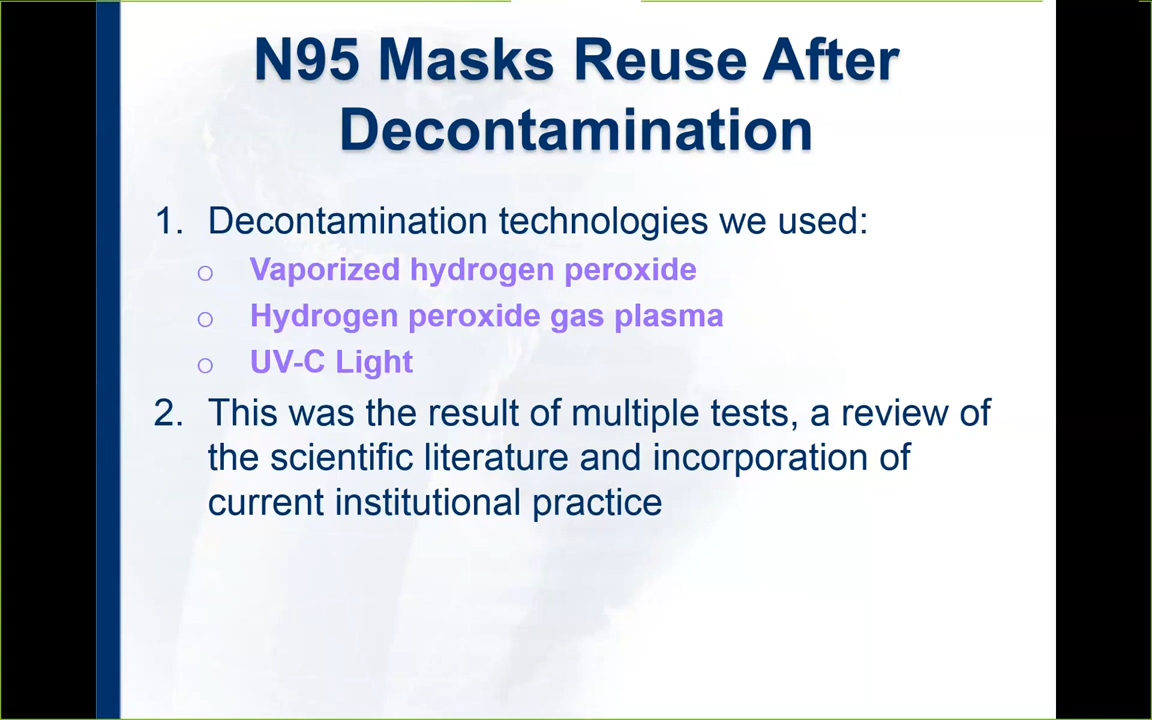 N95 Masks Reuse After
Decontamination
1. Decontamination technologies we used:
o Vaporized hydrogen peroxide
o Hydrogen peroxide gas plasma
o UV-C Light
2. This was the result of multiple tests, a review of
the scientific literature and incorporation of
current institutional practice